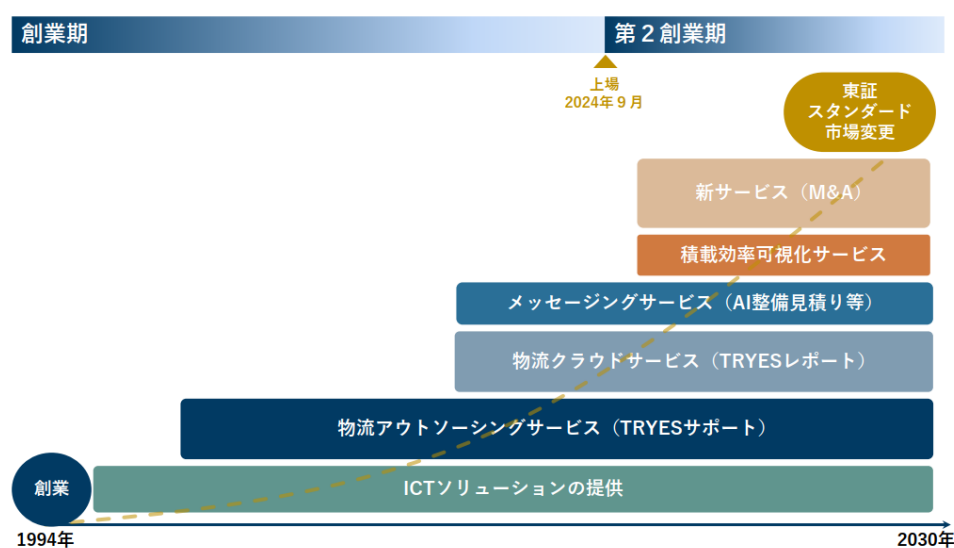 創業期
第２創業期
上場
2024年９月
東証
スタンダード
市場変更
新サービス（M&A）
積載効率可視化サービス
メッセージングサービス（AI整備見積り等）
物流クラウドサービス（TRYESレポート）
物流アウトソーシングサービス（TRYESサポート）
創業
ICTソリューションの提供
1994年
2030年